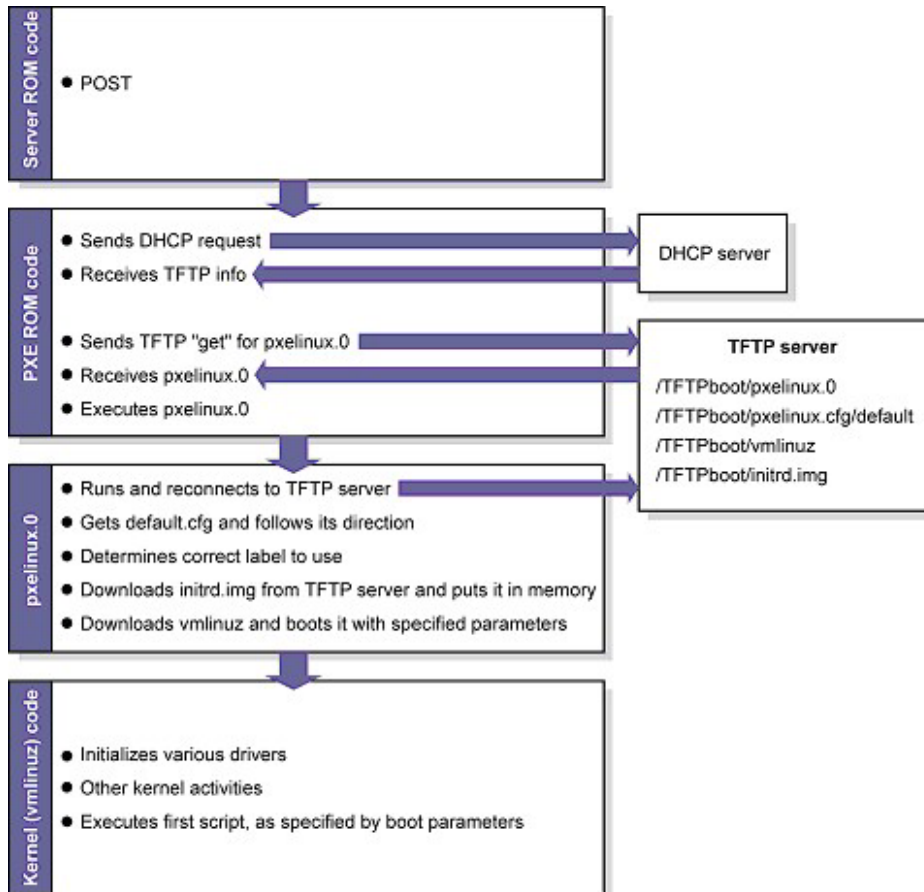 Server ROM code
● POST
PXE ROM code
● Sends DHCP request
● Receives TFTP info
● Sends TFTP "get" for pxelinux.0
● Receives pxelinux.0
● Executes pxelinux.0
DHCP server
TFTP server
/TFTPboot/pxelinux.0
/TFTPboot/pxelinux.cfg/default
/TFTPboot/vmlinuz
/TFTPboot/initrd.img
pxelinux.0
● Runs and reconnects to TFTP server
● Gets default.cfg and follows its direction
● Determines correct label to use
● Downloads initrd.img from TFTP server and puts it in memory
● Downloads vmlinuz and boots it with specified parameters
Kernel (vmlinuz) code
● Initializes various drivers
● Other kernel activities
● Executes first script, as specified by boot parameters